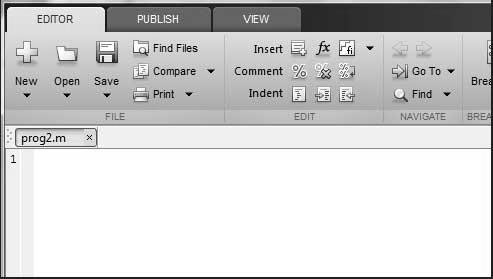 EDITOR PUBLISH VIEW
Find Files Insert fx fi
New Open Save Compare Comment % % % Go To
Print Indent Find
FILE EDIT NAVIGATE
prog2.m ×
1